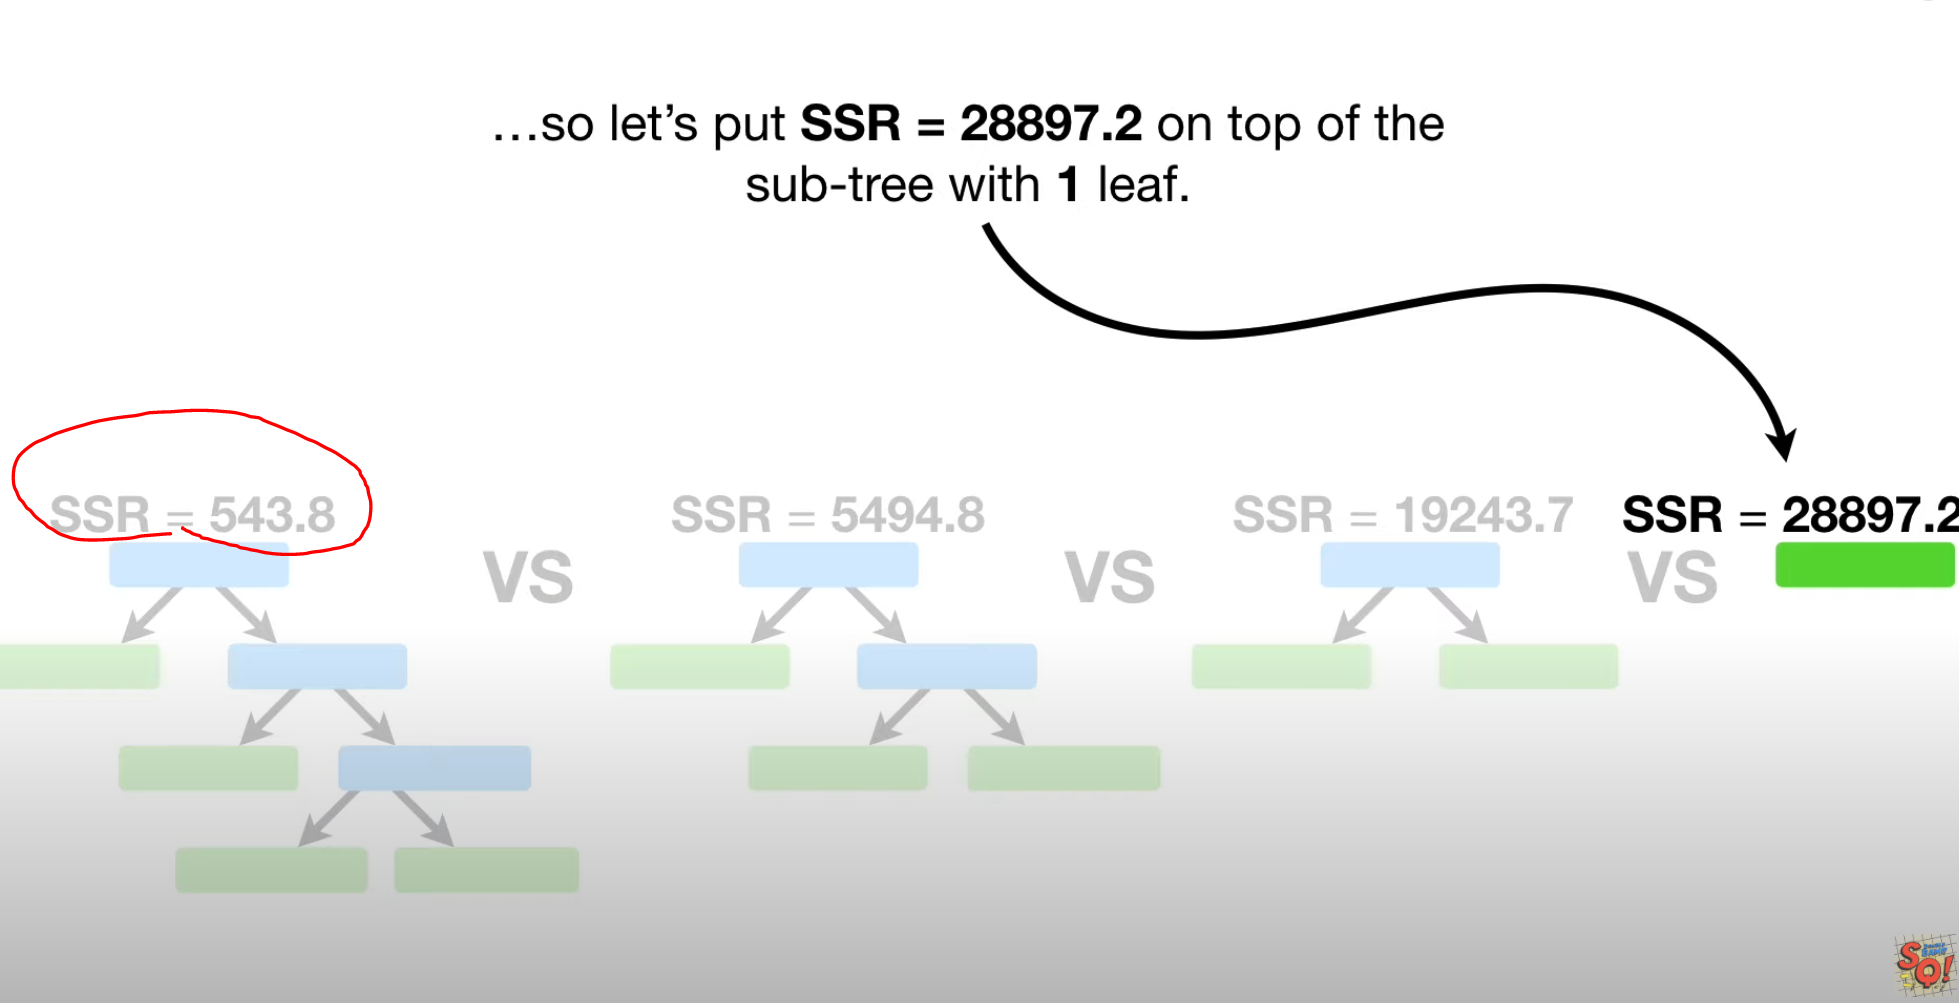 ...so let's put SSR = 28897.2 on top of the
sub-tree with 1 leaf.
SSR = 543.8 SSR = 5494.8 SSR = 19243.7 SSR = 28897.2
VS VS VS
SQ!